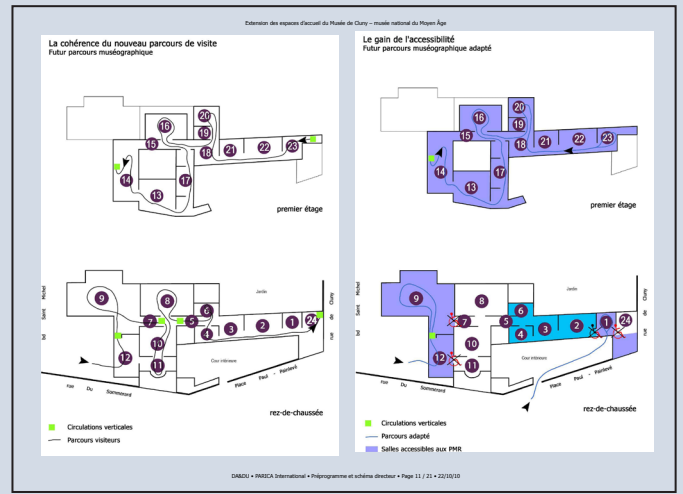 Extension des espaces d'accueil du Musée de Cluny – musée national du Moyen Âge
La cohérence du nouveau parcours de visite
Futur parcours muséographique
20
16
19
15
18
21
22
23
14
17
13
premier étage
bd Saint Michel
9
8
7
5
6
4
3
2
1
24
10
12
11
Jardin
Cour intérieure
rue de Cluny
rue Du Sommerard
Place Paul - Painlevé
rez-de-chaussée
Circulations verticales
Parcours visiteurs
Le gain de l'accessibilité
Futur parcours muséographique adapté
20
16
19
15
18
21
22
23
14
17
13
premier étage
bd Saint Michel
9
8
7
5
6
4
3
2
1
24
10
12
11
Jardin
Cour intérieure
rue de Cluny
rue Du Sommerard
Place Paul - Painlevé
rez-de-chaussée
Circulations verticales
Parcours adapté
Salles accessibles aux PMR
DA&DU • PARICA International • Préprogramme et schéma directeur • Page 11 / 21 • 22/10/10